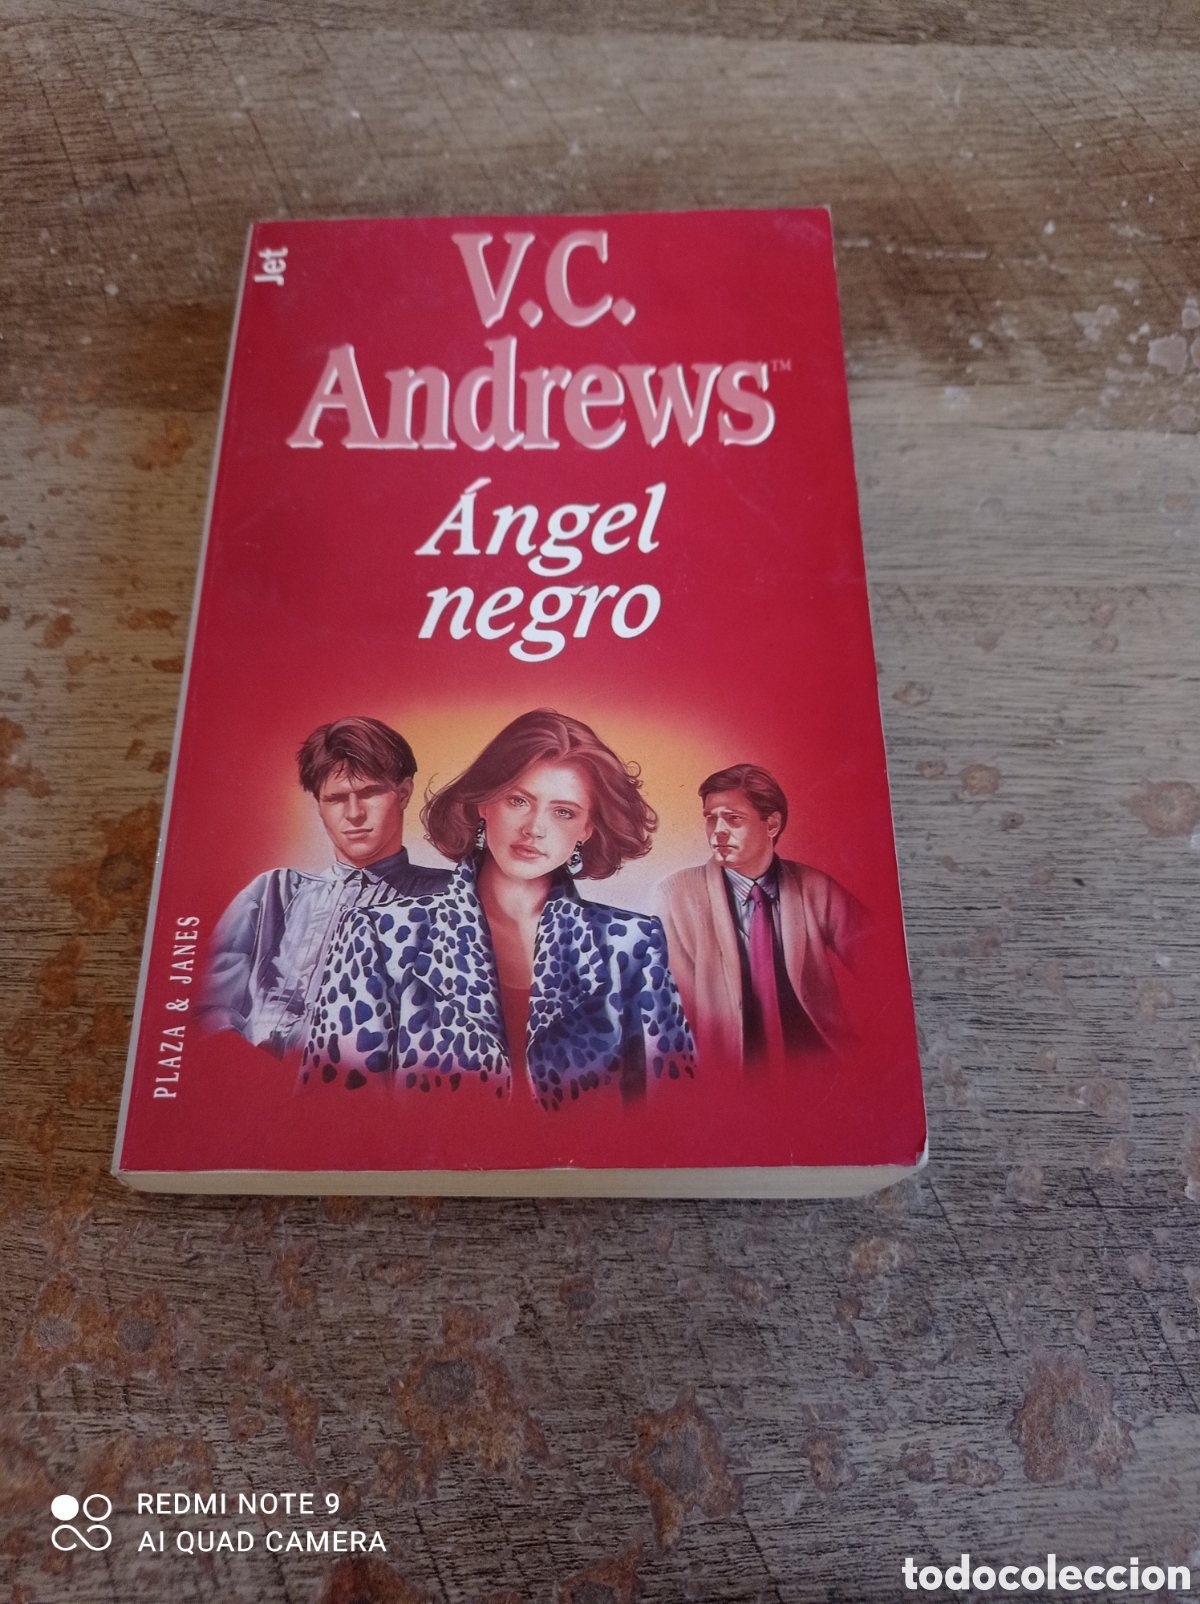 Jet
V.C.
Andrews™
Ángel
negro
PLAZA & JANES
REDMI NOTE 9
AI QUAD CAMERA
todocoleccion